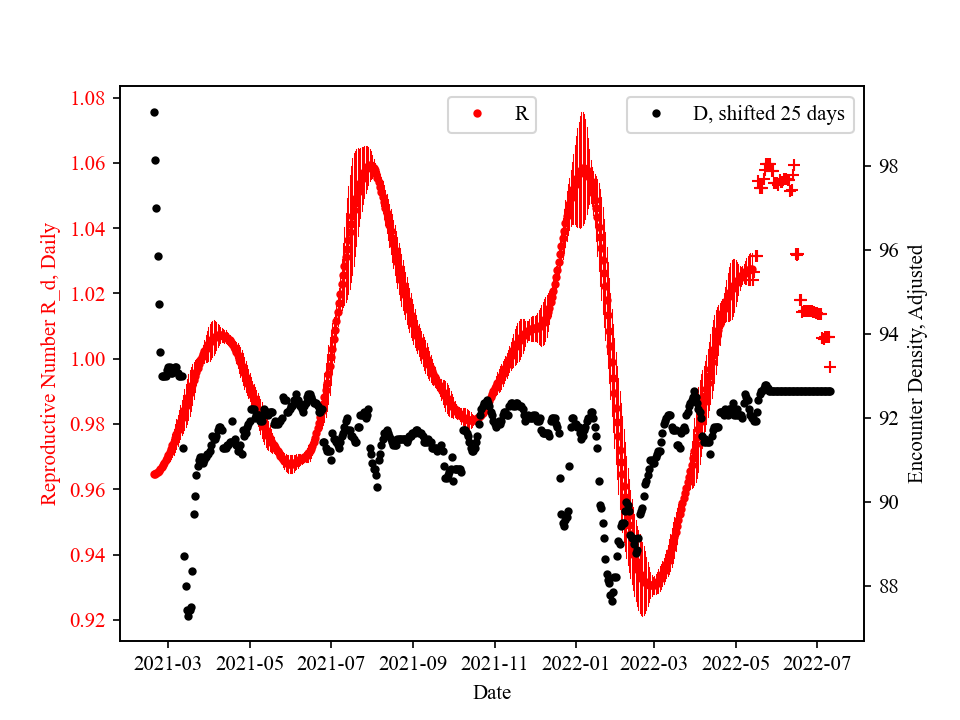 R
D, shifted 25 days
Reproductive Number R_d, Daily
1.08
1.06
1.04
1.02
1.00
0.98
0.96
0.94
0.92
98
96
94
92
90
88
Encounter Density, Adjusted
2021-03 2021-05 2021-07 2021-09 2021-11 2022-01 2022-03 2022-05 2022-07
Date